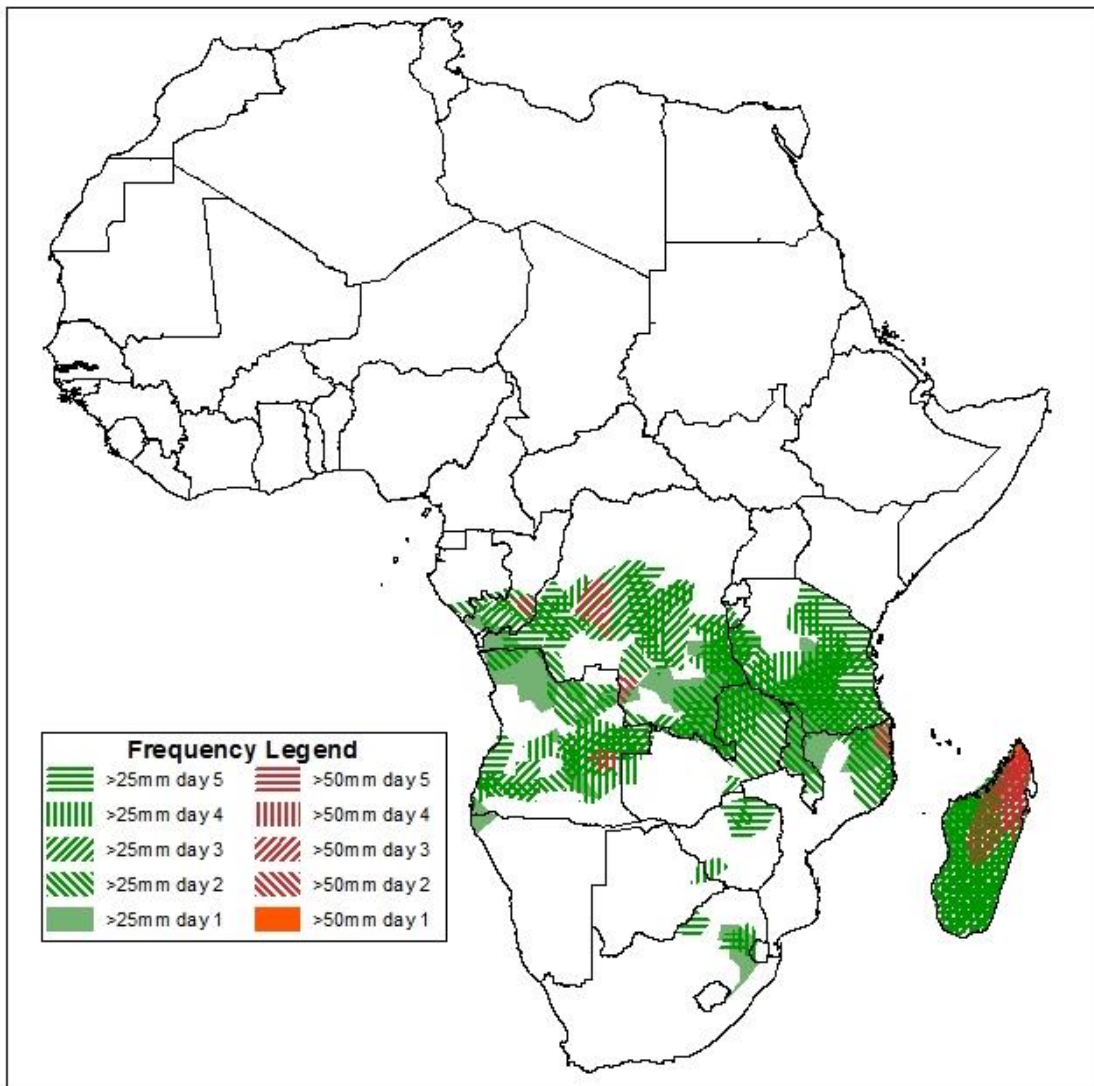 Frequency Legend
>25mm day 5 >50mm day 5
>25mm day 4 >50mm day 4
>25mm day 3 >50mm day 3
>25mm day 2 >50mm day 2
>25mm day 1 >50mm day 1